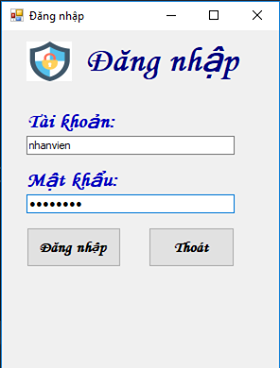 Đăng nhập
Đăng nhập
Tài khoản:
nhanvien
Mật khẩu:
●●●●●●●●
Đăng nhập Thoát